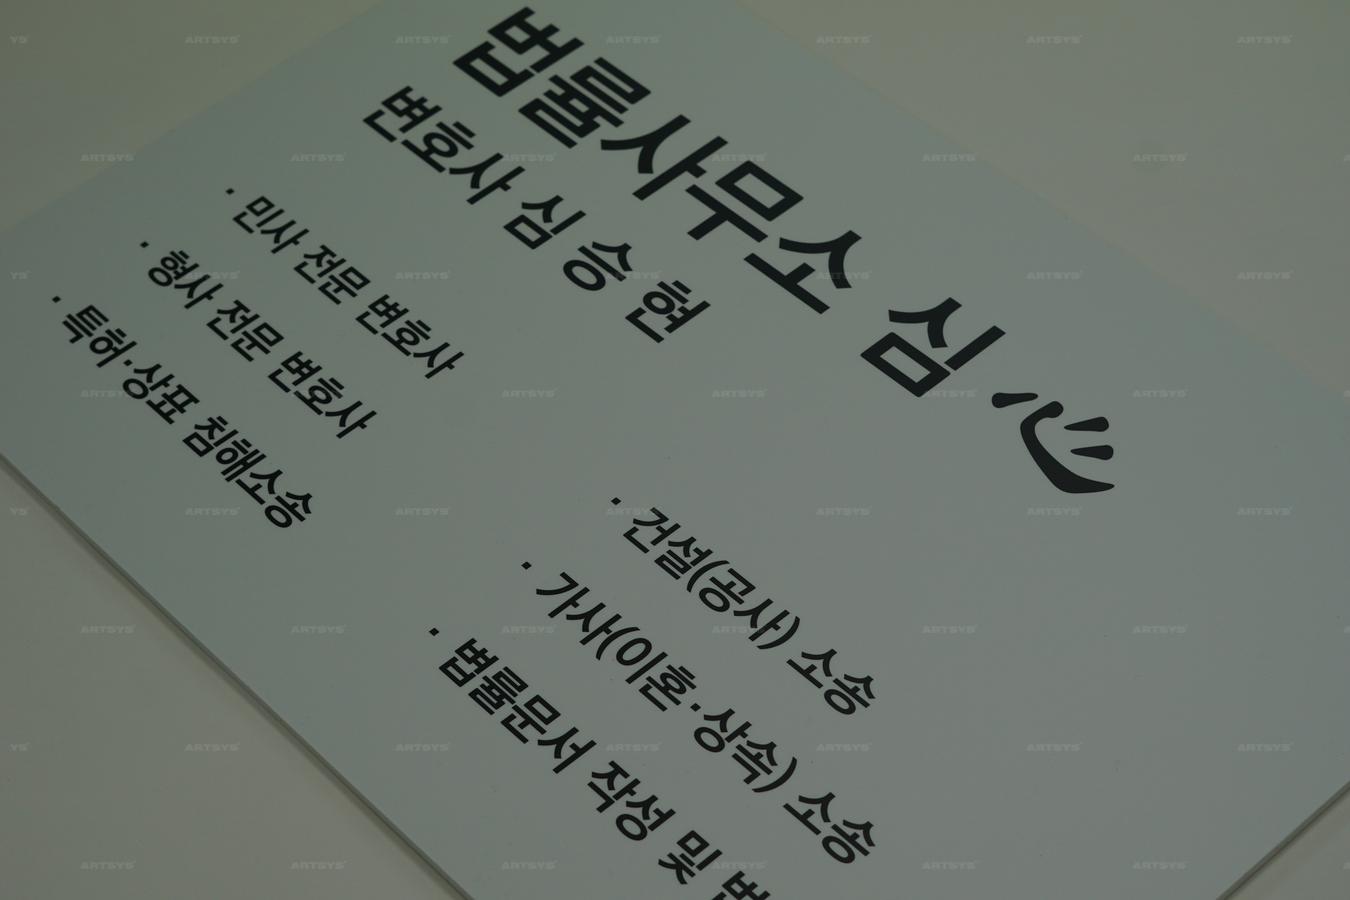 법률사무소 심
변호사 심승현
· 민사 전문 변호사
· 형사 전문 변호사
· 특허·상표 침해소송
· 건설(공사) 소송
· 가사(이혼·상속) 소송
· 법률문서 작성 및
ARTSYS